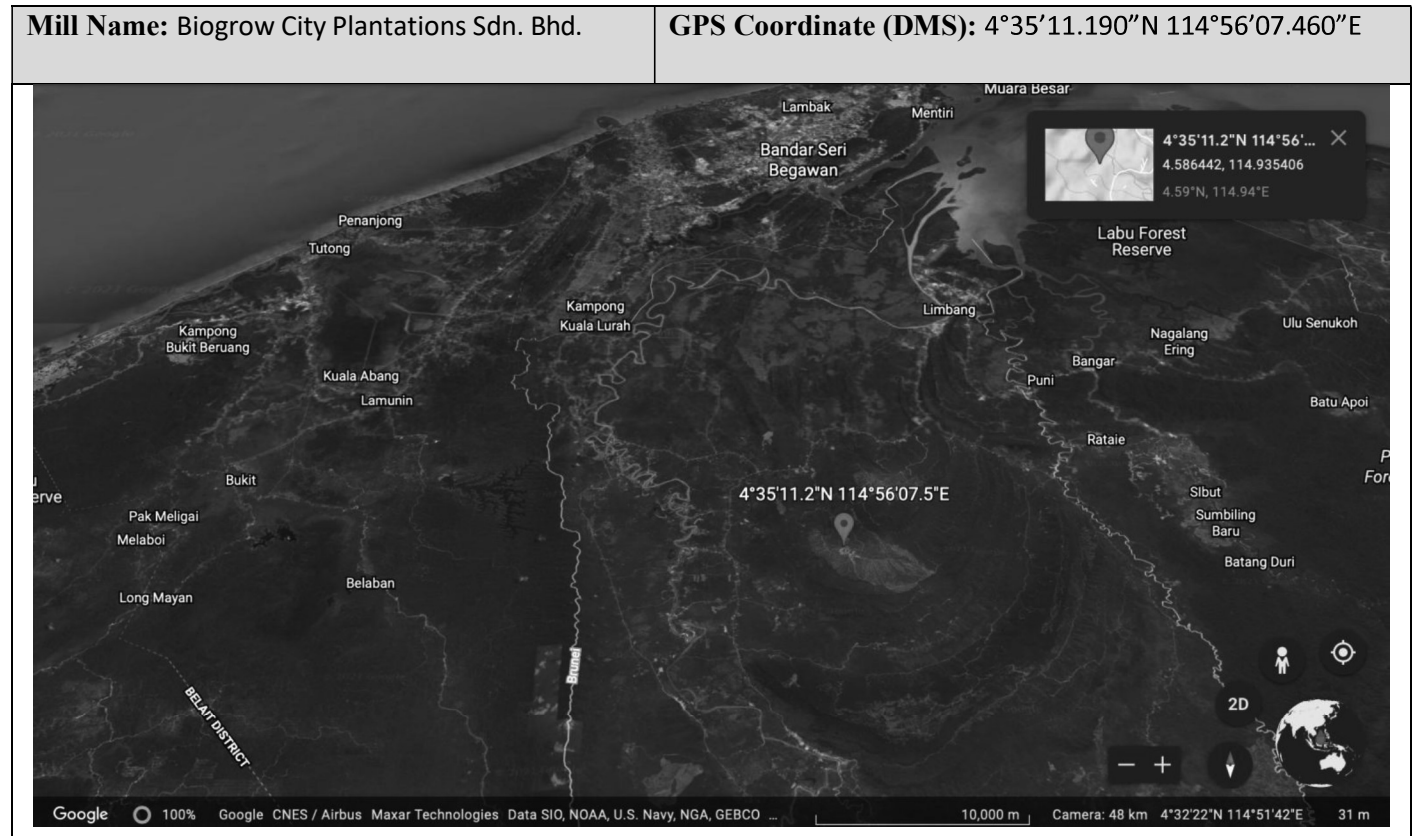 Mill Name: Biogrow City Plantations Sdn. Bhd.
GPS Coordinate (DMS): 4°35’11.190”N 114°56’07.460”E
Muara Besar
Lambak
Mentiri
Bandar Seri
Begawan
4°35'11.2"N 114°56'...
4.586442, 114.935406
4.59°N, 114.94°E
Penanjong
Tutong
Labu Forest
Reserve
Kampong
Kuala Lurah
Limbang
Kampong
Bukit Beruang
Nagalang
Ering
Ulu Senukoh
Kuala Abang
Lamunin
Bangar
Puni
Batu Apoi
Rataie
Bukit
erve
4°35'11.2"N 114°56'07.5"E
P
For
Pak Meligai
Melaboi
SIbut
Sumbiling
Baru
Batang Duri
Belaban
Long Mayan
Brunei
BELAIT DISTRICT
2D
Google 100% Google CNES / Airbus Maxar Technologies Data SIO, NOAA, U.S. Navy, NGA, GEBCO ... 10,000 m Camera: 48 km 4°32'22"N 114°51'42"E 31 m